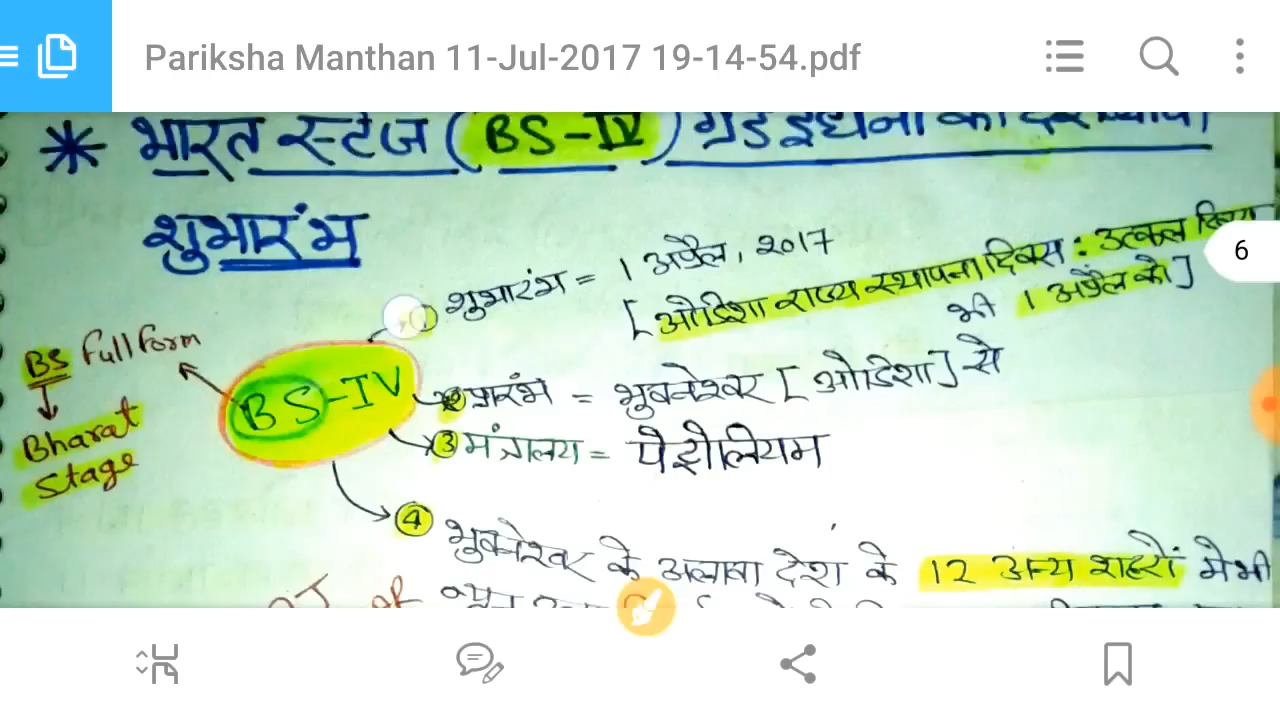 Pariksha Manthan 11-Jul-2017 19-14-54.pdf
* भारत स्टेज (BS-IV) ग्रेड इंधनों का
शुभारंभ
6
① शुभारंभ = 1 अप्रैल, 2017
[ओडिशा राज्य स्थापना दिवस : उत्कल दिवस
भी 1 अप्रैल को]
BS Full form
Bharat
Stage
BS-IV
② प्रारंभ = भुवनेश्वर [ओडिशा] से
③ मंत्रालय = पेट्रोलियम
④ भुवनेश्वर के अलावा देश के 12 अन्य शहरों मे भी
of